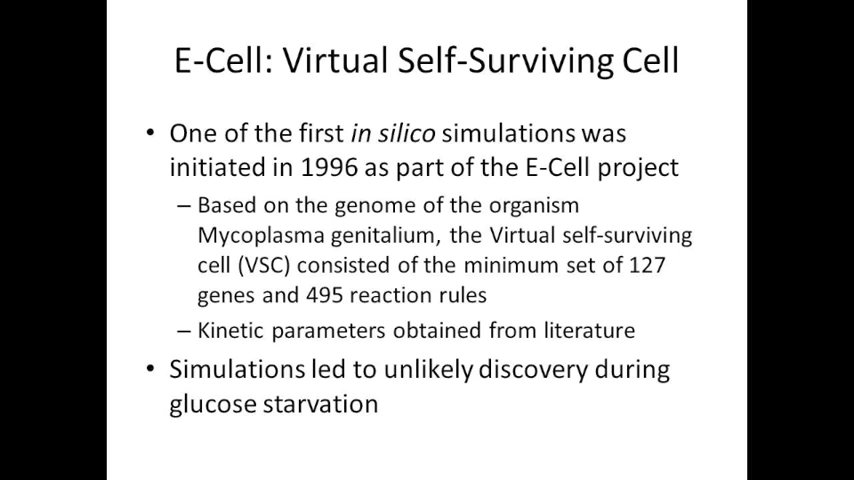 E-Cell: Virtual Self-Surviving Cell
• One of the first in silico simulations was
initiated in 1996 as part of the E-Cell project
– Based on the genome of the organism
Mycoplasma genitalium, the Virtual self-surviving
cell (VSC) consisted of the minimum set of 127
genes and 495 reaction rules
– Kinetic parameters obtained from literature
• Simulations led to unlikely discovery during
glucose starvation